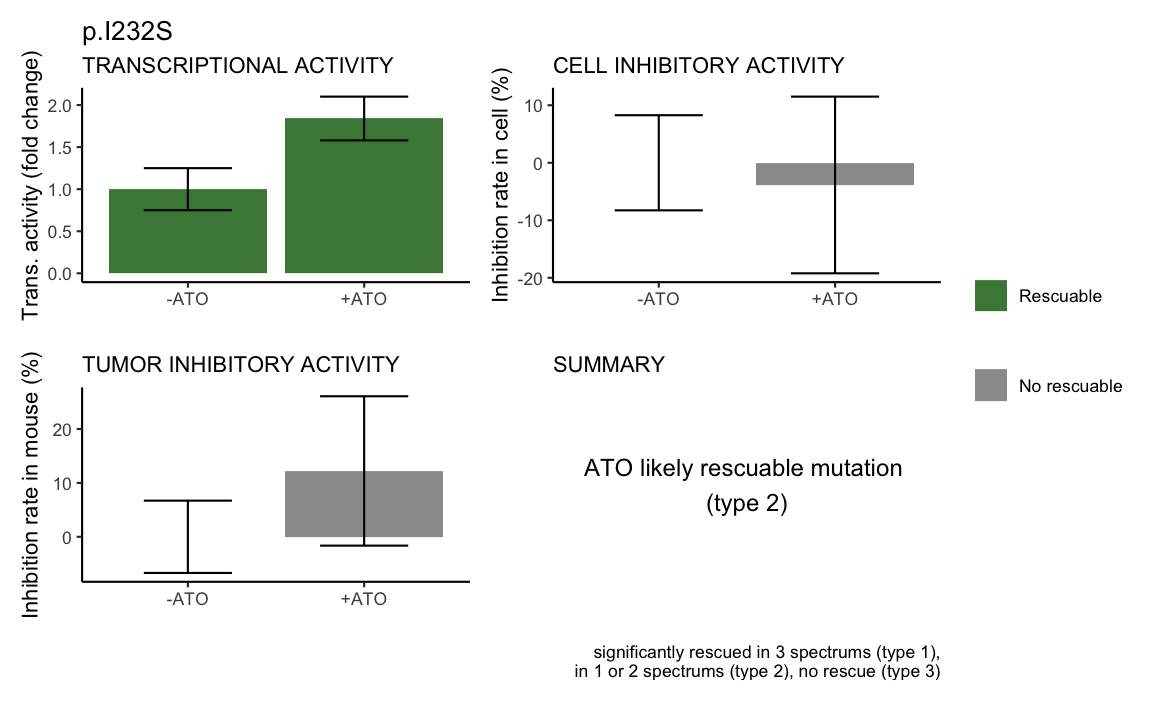 p.I232S
TRANSCRIPTIONAL ACTIVITY
Trans. activity (fold change)
2.0
1.5
1.0
0.5
0.0
-ATO
+ATO
CELL INHIBITORY ACTIVITY
Inhibition rate in cell (%)
10
0
-10
-20
-ATO
+ATO
Rescuable
No rescuable
TUMOR INHIBITORY ACTIVITY
Inhibition rate in mouse (%)
20
10
0
-ATO
+ATO
SUMMARY
ATO likely rescuable mutation
(type 2)
significantly rescued in 3 spectrums (type 1),
in 1 or 2 spectrums (type 2), no rescue (type 3)